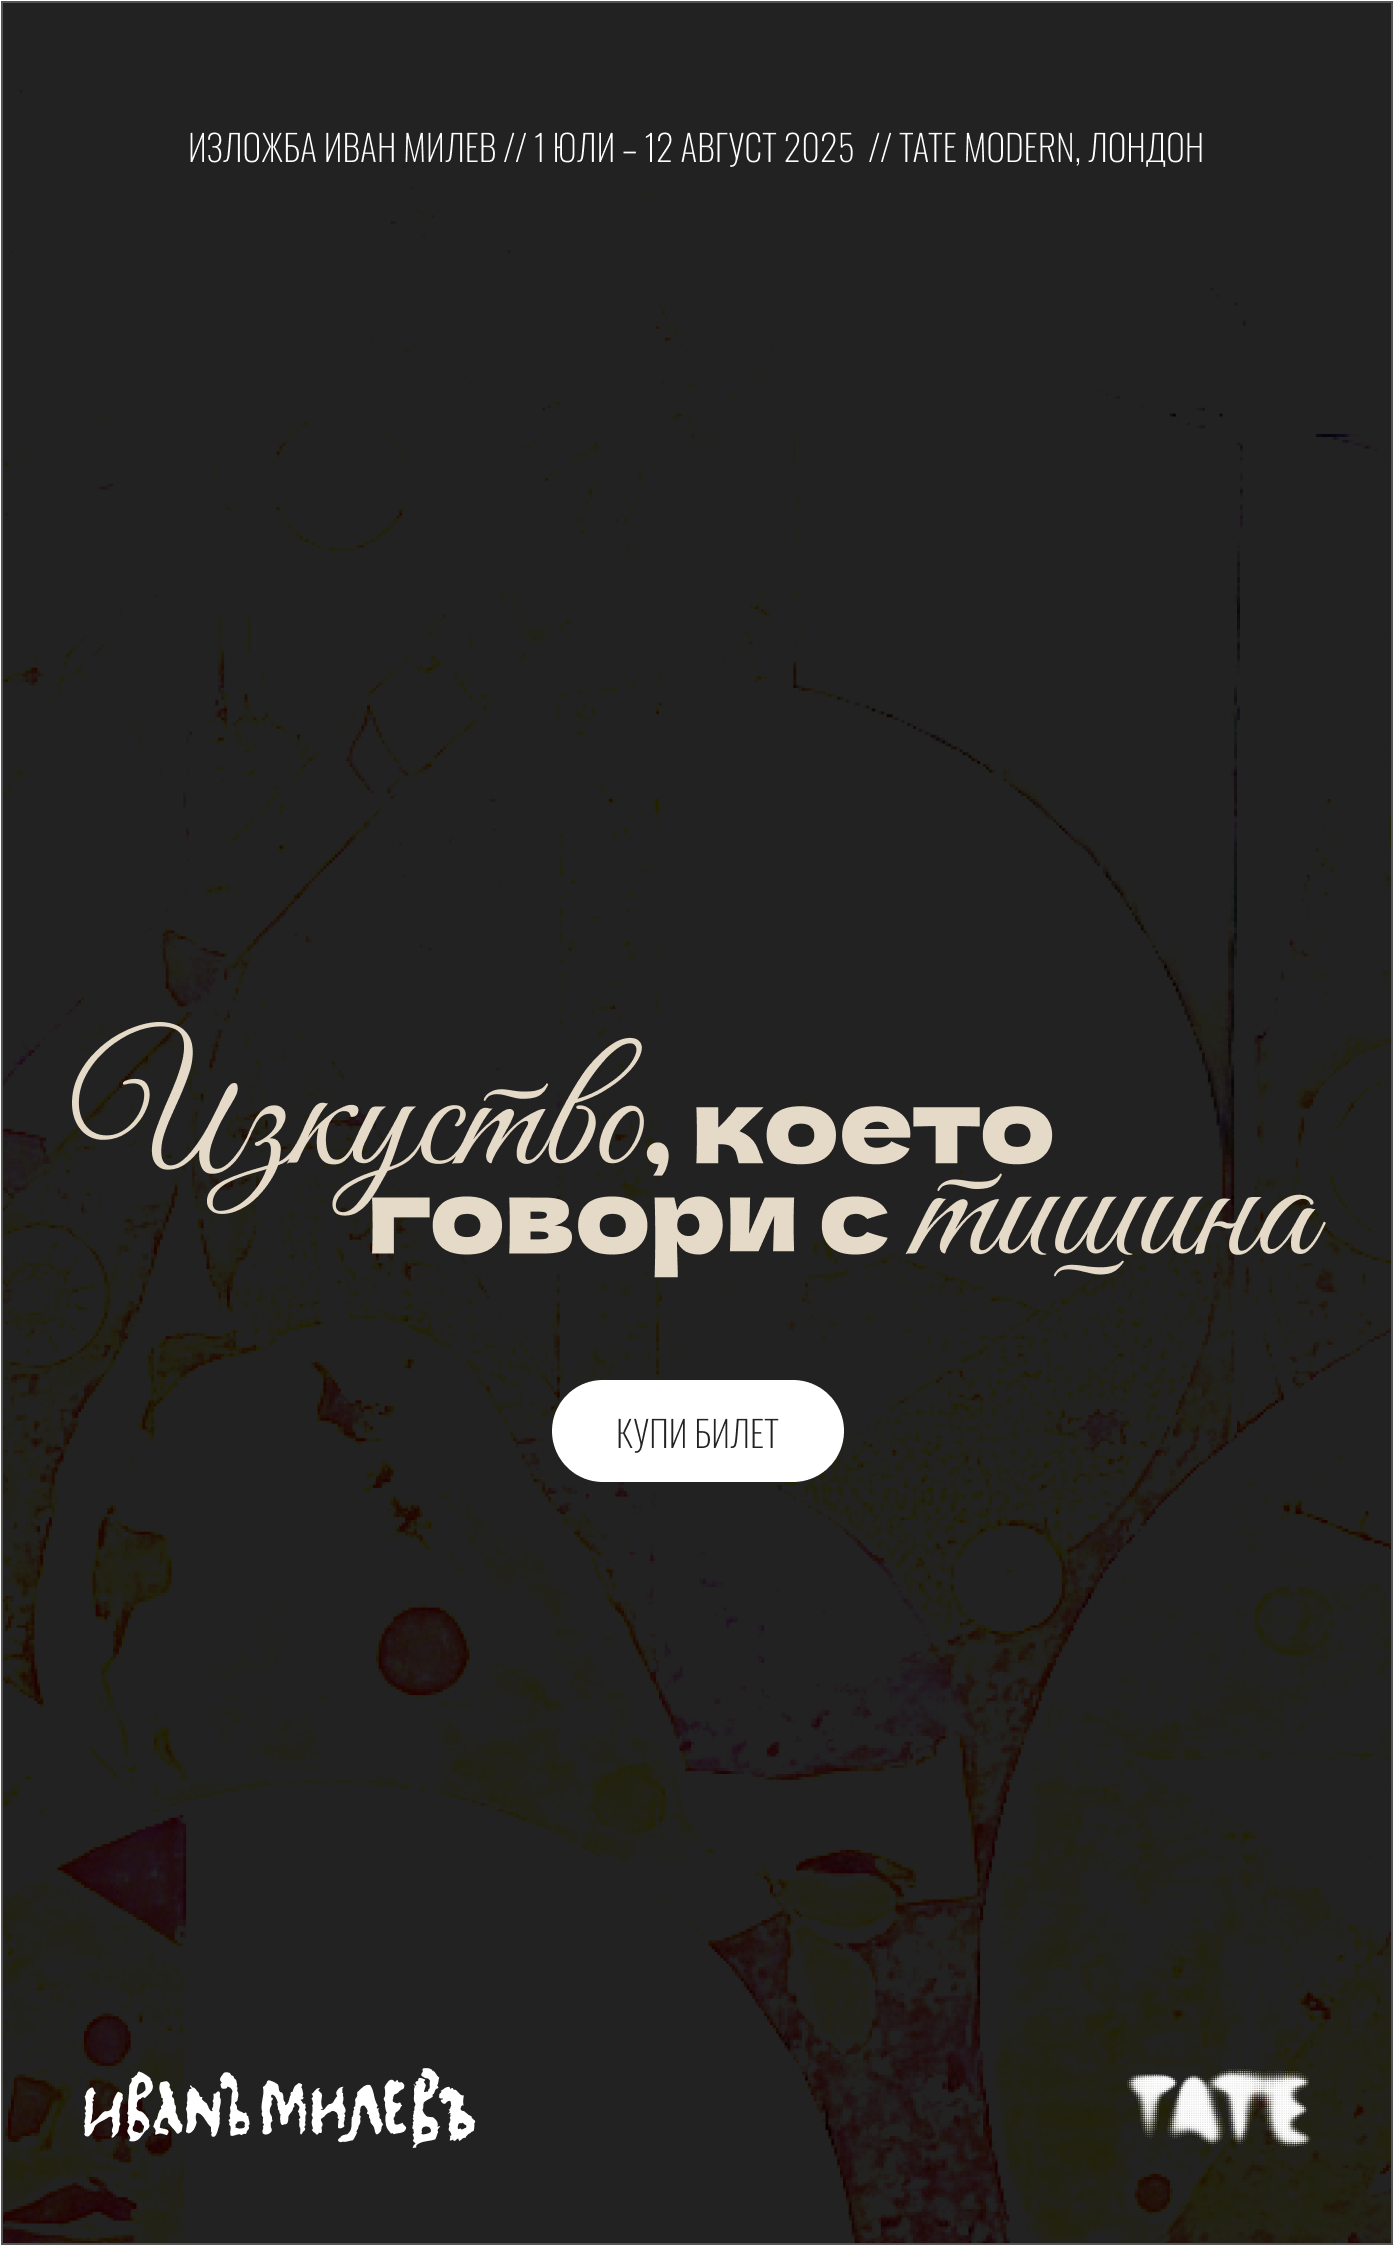 ИЗЛОЖБА ИВАН МИЛЕВ // 1 ЮЛИ – 12 АВГУСТ 2025 // TATE MODERN, ЛОНДОН
Изкуство, което
говори с тишина
КУПИ БИЛЕТ
ИВАНЪ МИЛЕВЪ
TATE